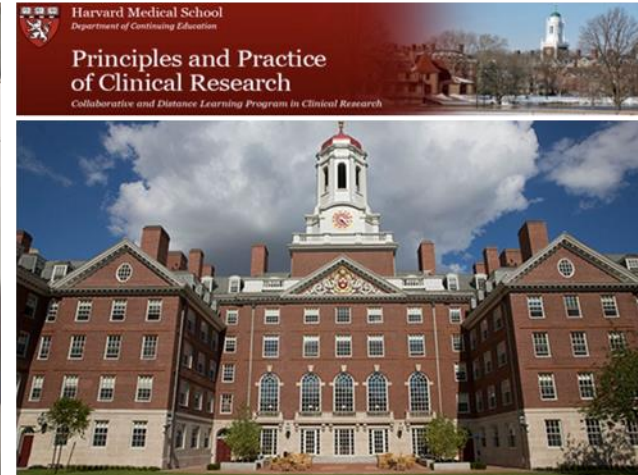 Harvard Medical School
Department of Continuing Education
Principles and Practice
of Clinical Research
Collaborative and Distance Learning Program in Clinical Research